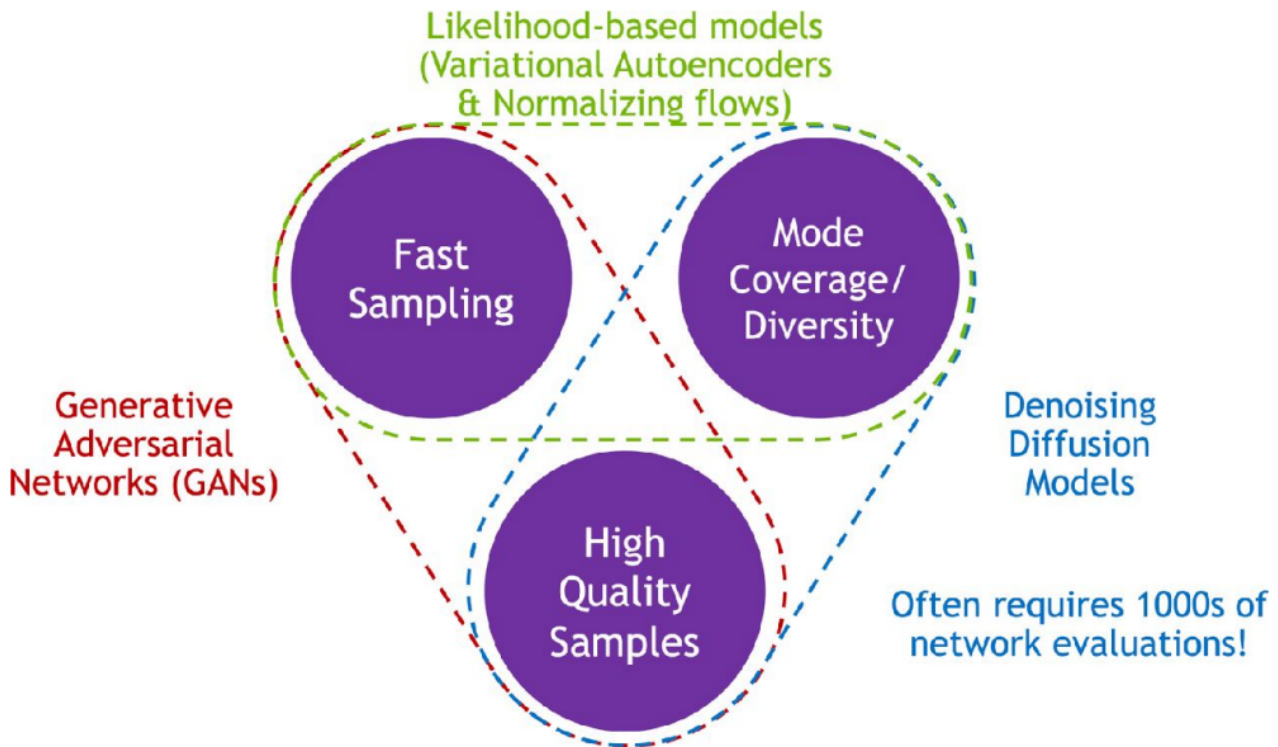 Likelihood-based models
(Variational Autoencoders
& Normalizing flows)
Fast
Sampling
Mode
Coverage/
Diversity
Generative
Adversarial
Networks (GANs)
Denoising
Diffusion
Models
High
Quality
Samples
Often requires 1000s of
network evaluations!